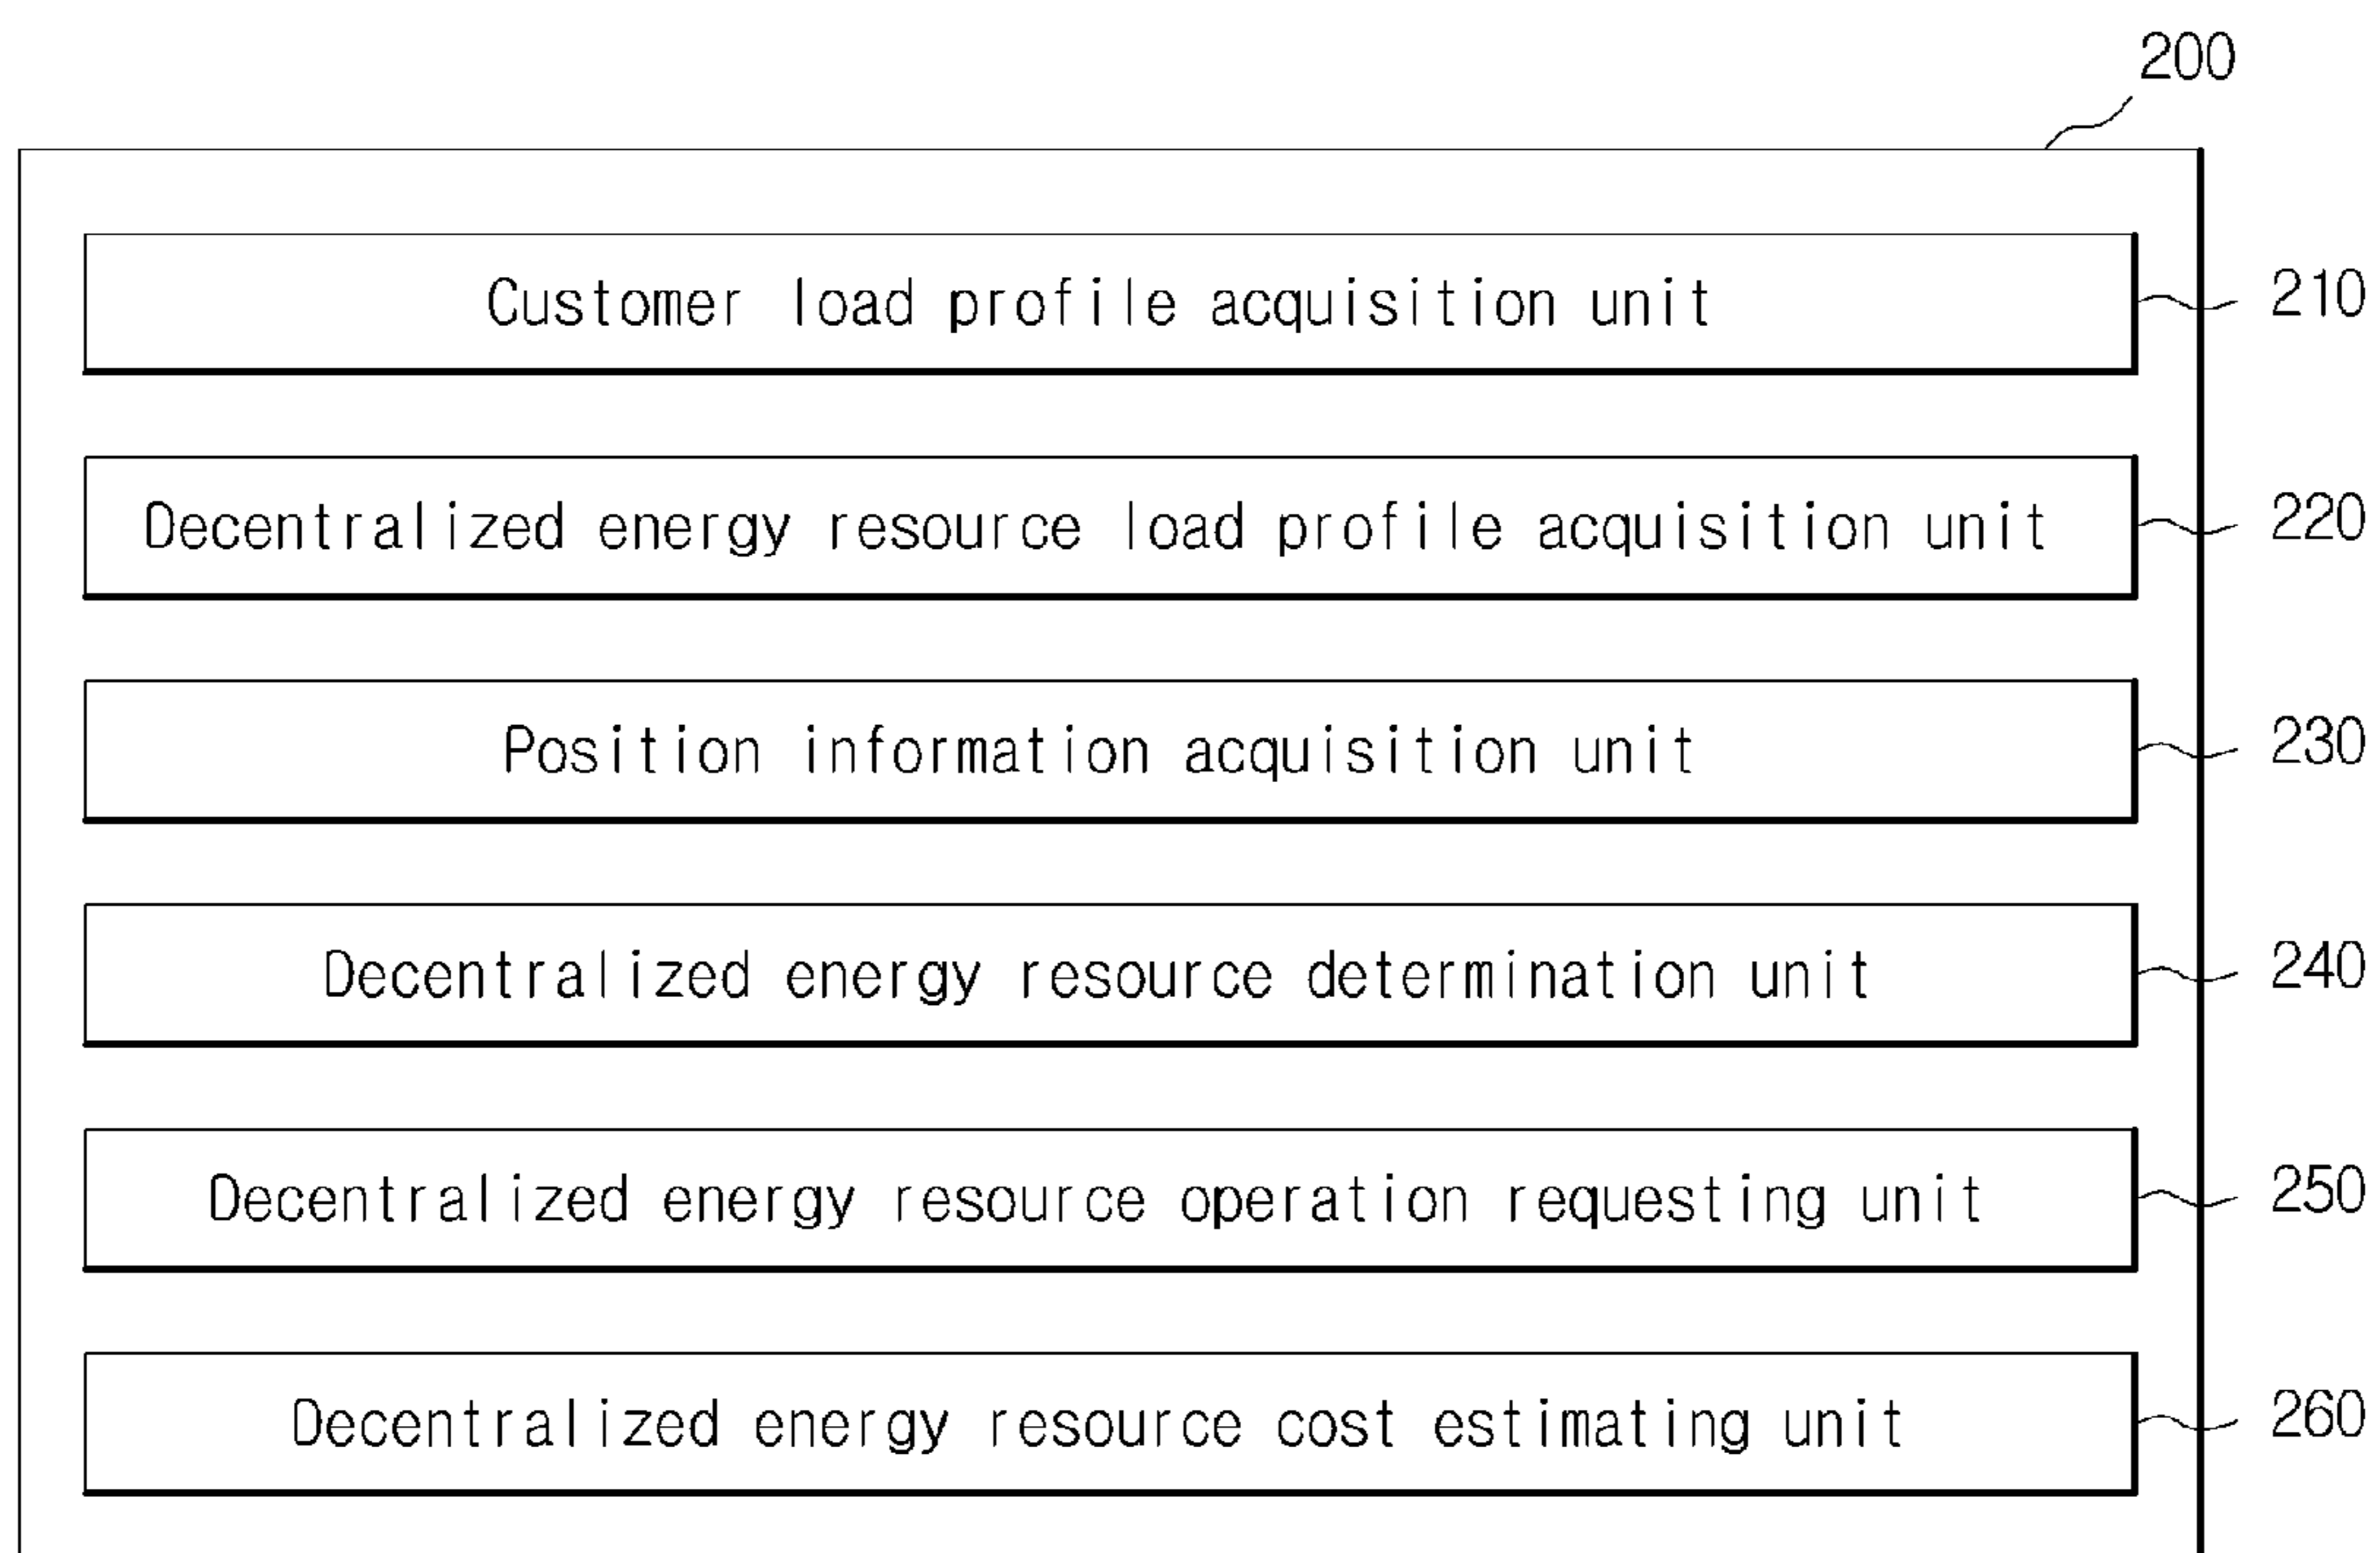 200
Customer load profile acquisition unit 210
Decentralized energy resource load profile acquisition unit 220
Position information acquisition unit 230
Decentralized energy resource determination unit 240
Decentralized energy resource operation requesting unit 250
Decentralized energy resource cost estimating unit 260